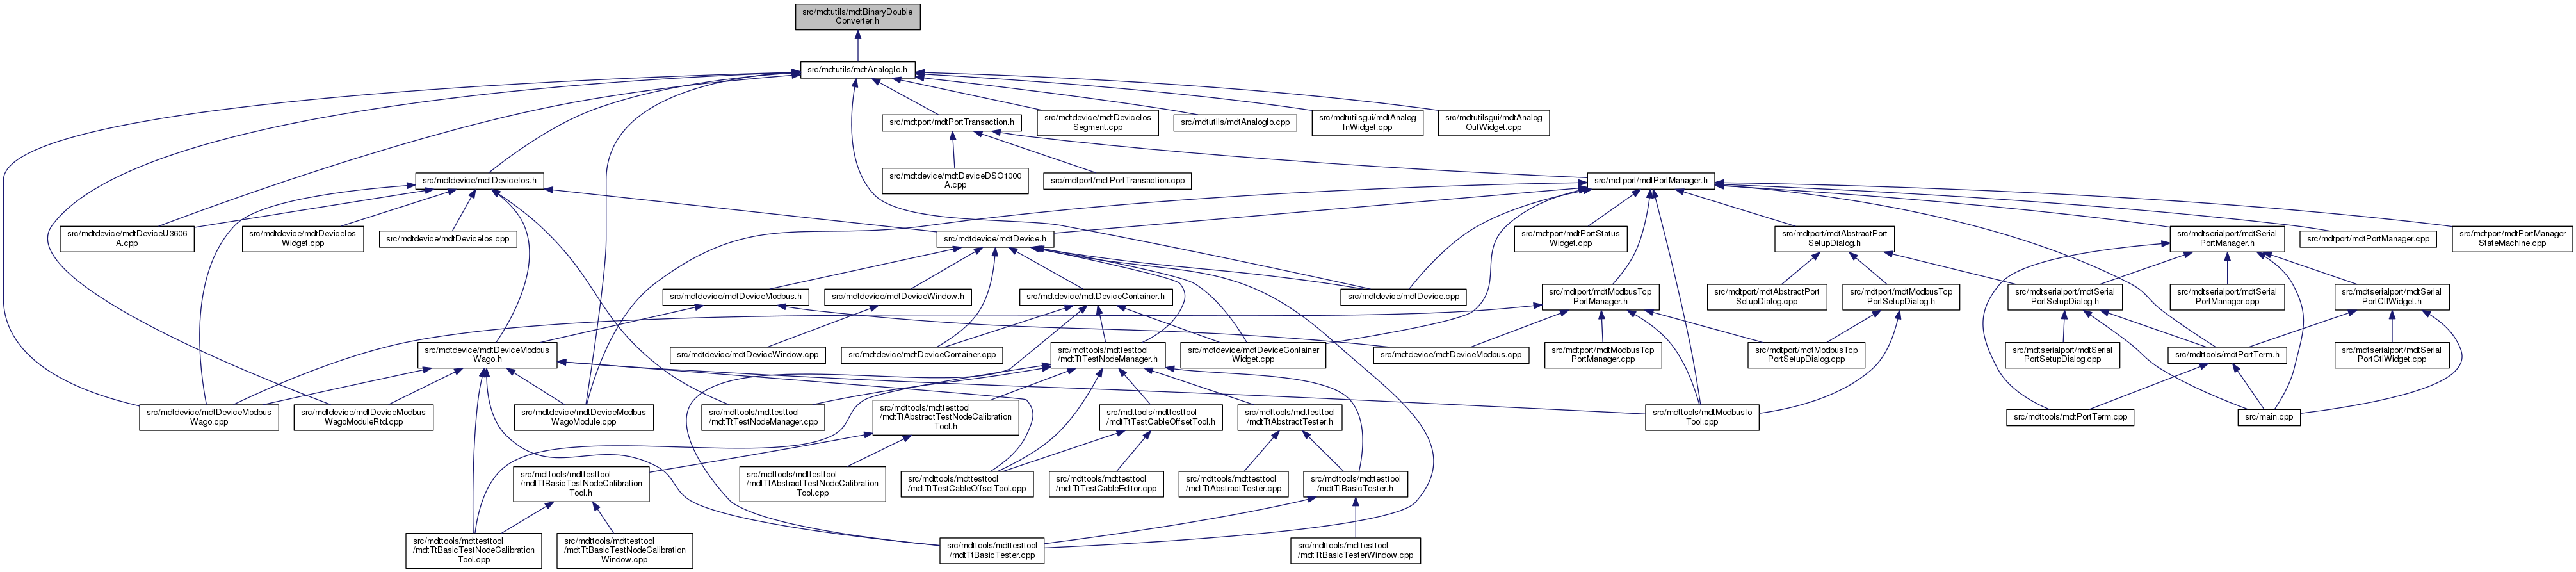 src/mdtutils/mdtBinaryDouble
Converter.h
src/mdtutils/mdtAnalogIo.h
src/mdtport/mdtPortTransaction.h
src/mdtdevice/mdtDeviceIos
Segment.cpp
src/mdtutils/mdtAnalogIo.cpp
src/mdtutilsgui/mdtAnalog
InWidget.cpp
src/mdtutilsgui/mdtAnalog
OutWidget.cpp
src/mdtdevice/mdtDeviceIos.h
src/mdtdevice/mdtDeviceDSO1000
A.cpp
src/mdtport/mdtPortTransaction.cpp
src/mdtport/mdtPortManager.h
src/mdtdevice/mdtDeviceU3606
A.cpp
src/mdtdevice/mdtDeviceIos
Widget.cpp
src/mdtdevice/mdtDeviceIos.cpp
src/mdtdevice/mdtDevice.h
src/mdtport/mdtPortStatus
Widget.cpp
src/mdtport/mdtAbstractPort
SetupDialog.h
src/mdtserialport/mdtSerial
PortManager.h
src/mdtport/mdtPortManager.cpp
src/mdtport/mdtPortManager
StateMachine.cpp
src/mdtdevice/mdtDeviceModbus.h
src/mdtdevice/mdtDeviceWindow.h
src/mdtdevice/mdtDeviceContainer.h
src/mdtdevice/mdtDevice.cpp
src/mdtport/mdtModbusTcp
PortManager.h
src/mdtport/mdtAbstractPort
SetupDialog.cpp
src/mdtport/mdtModbusTcp
PortSetupDialog.h
src/mdtserialport/mdtSerial
PortSetupDialog.h
src/mdtserialport/mdtSerial
PortManager.cpp
src/mdtserialport/mdtSerial
PortCtlWidget.h
src/mdtdevice/mdtDeviceModbus
Wago.h
src/mdtdevice/mdtDeviceWindow.cpp
src/mdtdevice/mdtDeviceContainer.cpp
src/mdttools/mdttesttool
/mdtTtTestNodeManager.h
src/mdtdevice/mdtDeviceContainer
Widget.cpp
src/mdtdevice/mdtDeviceModbus.cpp
src/mdtport/mdtModbusTcp
PortManager.cpp
src/mdtport/mdtModbusTcp
PortSetupDialog.cpp
src/mdtserialport/mdtSerial
PortSetupDialog.cpp
src/mdttools/mdtPortTerm.h
src/mdtserialport/mdtSerial
PortCtlWidget.cpp
src/mdtdevice/mdtDeviceModbus
Wago.cpp
src/mdtdevice/mdtDeviceModbus
WagoModuleRtd.cpp
src/mdtdevice/mdtDeviceModbus
WagoModule.cpp
src/mdttools/mdttesttool
/mdtTtTestNodeManager.cpp
src/mdttools/mdttesttool
/mdtTtAbstractTestNodeCalibration
Tool.h
src/mdttools/mdttesttool
/mdtTtTestCableOffsetTool.h
src/mdttools/mdttesttool
/mdtTtAbstractTester.h
src/mdttools/mdtModbusIo
Tool.cpp
src/mdttools/mdtPortTerm.cpp
src/main.cpp
src/mdttools/mdttesttool
/mdtTtBasicTestNodeCalibration
Tool.h
src/mdttools/mdttesttool
/mdtTtAbstractTestNodeCalibration
Tool.cpp
src/mdttools/mdttesttool
/mdtTtTestCableOffsetTool.cpp
src/mdttools/mdttesttool
/mdtTtTestCableEditor.cpp
src/mdttools/mdttesttool
/mdtTtAbstractTester.cpp
src/mdttools/mdttesttool
/mdtTtBasicTester.h
src/mdttools/mdttesttool
/mdtTtBasicTestNodeCalibration
Tool.cpp
src/mdttools/mdttesttool
/mdtTtBasicTestNodeCalibration
Window.cpp
src/mdttools/mdttesttool
/mdtTtBasicTester.cpp
src/mdttools/mdttesttool
/mdtTtBasicTesterWindow.cpp